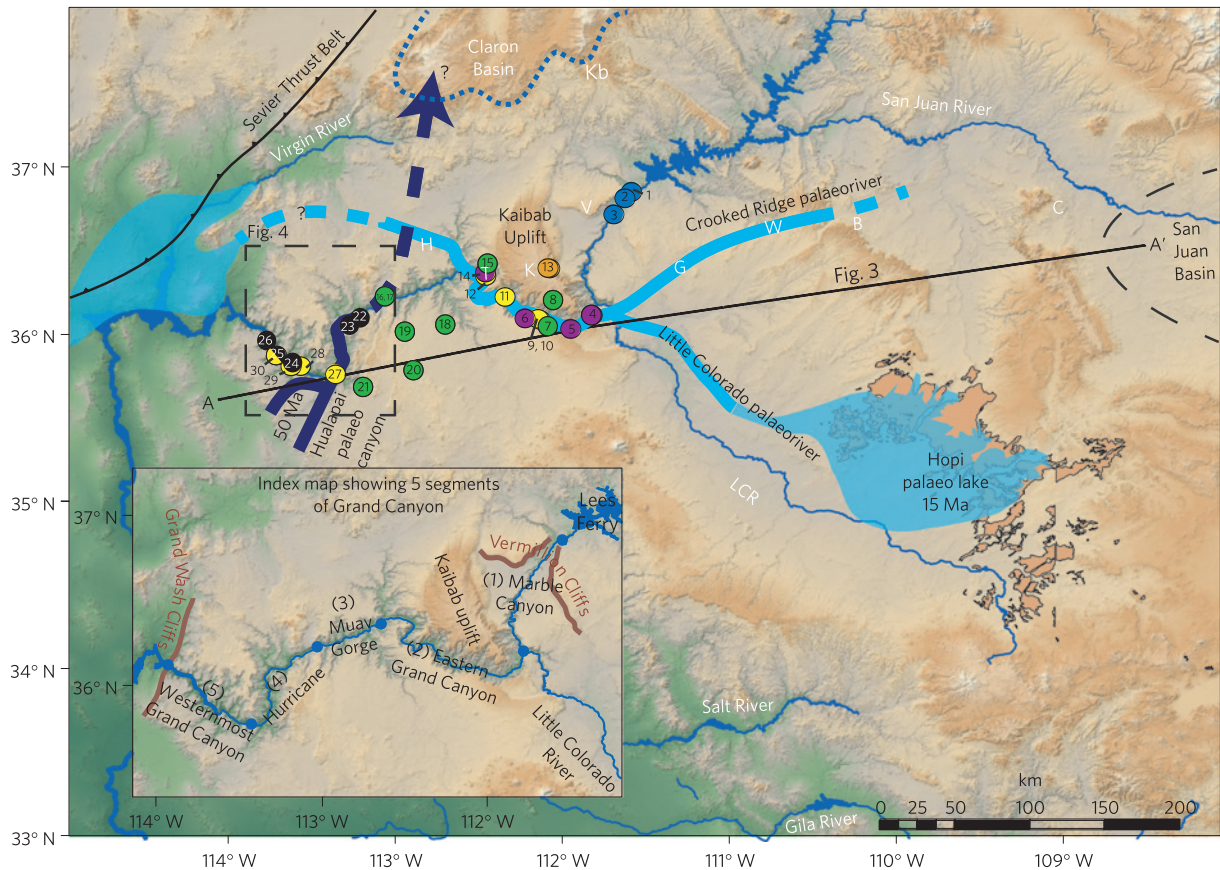 Claron
Basin
?
Kb
Sevier Thrust Belt
Virgin River
San Juan River
37° N
36° N
35° N
34° N
33° N
Kaibab
Uplift
V
1
2
3
Crooked Ridge palaeoriver
W
B
C
San
Juan
Basin
A'
?
Fig. 4
H
G
Fig. 3
15
14
T
12
K
13
11
8
6
7
5
4
9, 10
16, 17
22
23
19
18
20
21
26
25
24
28
30
29
27
A
50 Ma
Hualapai
palaeo
canyon
Little Colorado palaeoriver
LCR
Hopi
palaeo lake
15 Ma
Salt River
Gila River
km
0 25 50 100 150 200
114° W
113° W
112° W
111° W
110° W
109° W
Index map showing 5 segments
of Grand Canyon
37° N
36° N
Lees
Ferry
Grand Wash Cliffs
Vermilion Cliffs
Kaibab uplift
(1) Marble
Canyon
(3)
Muav
Gorge
(2) Eastern
Grand Canyon
(4)
Hurricane
(5)
Westernmost
Grand Canyon
Little Colorado
River
114° W
113° W
112° W